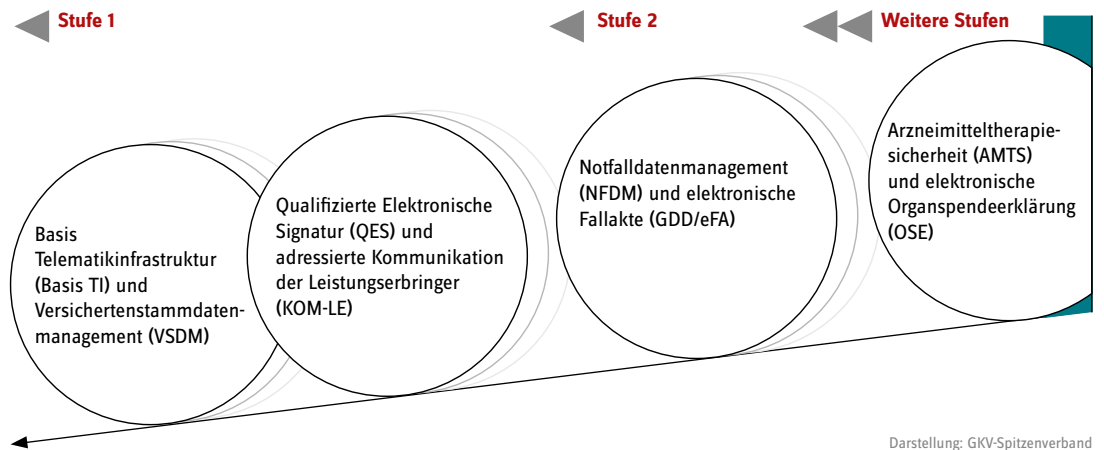 Stufe 1
Stufe 2
Weitere Stufen
Basis
Telematikinfrastruktur
(Basis TI) und
Versichertenstammdaten-
management (VSDM)
Qualifizierte Elektronische
Signatur (QES) und
adressierte Kommunikation
der Leistungserbringer
(KOM-LE)
Notfalldatenmanagement
(NFDM) und elektronische
Fallakte (GDD/eFA)
Arzneimitteltherapie-
sicherheit (AMTS)
und elektronische
Organspendeerklärung
(OSE)
Darstellung: GKV-Spitzenverband